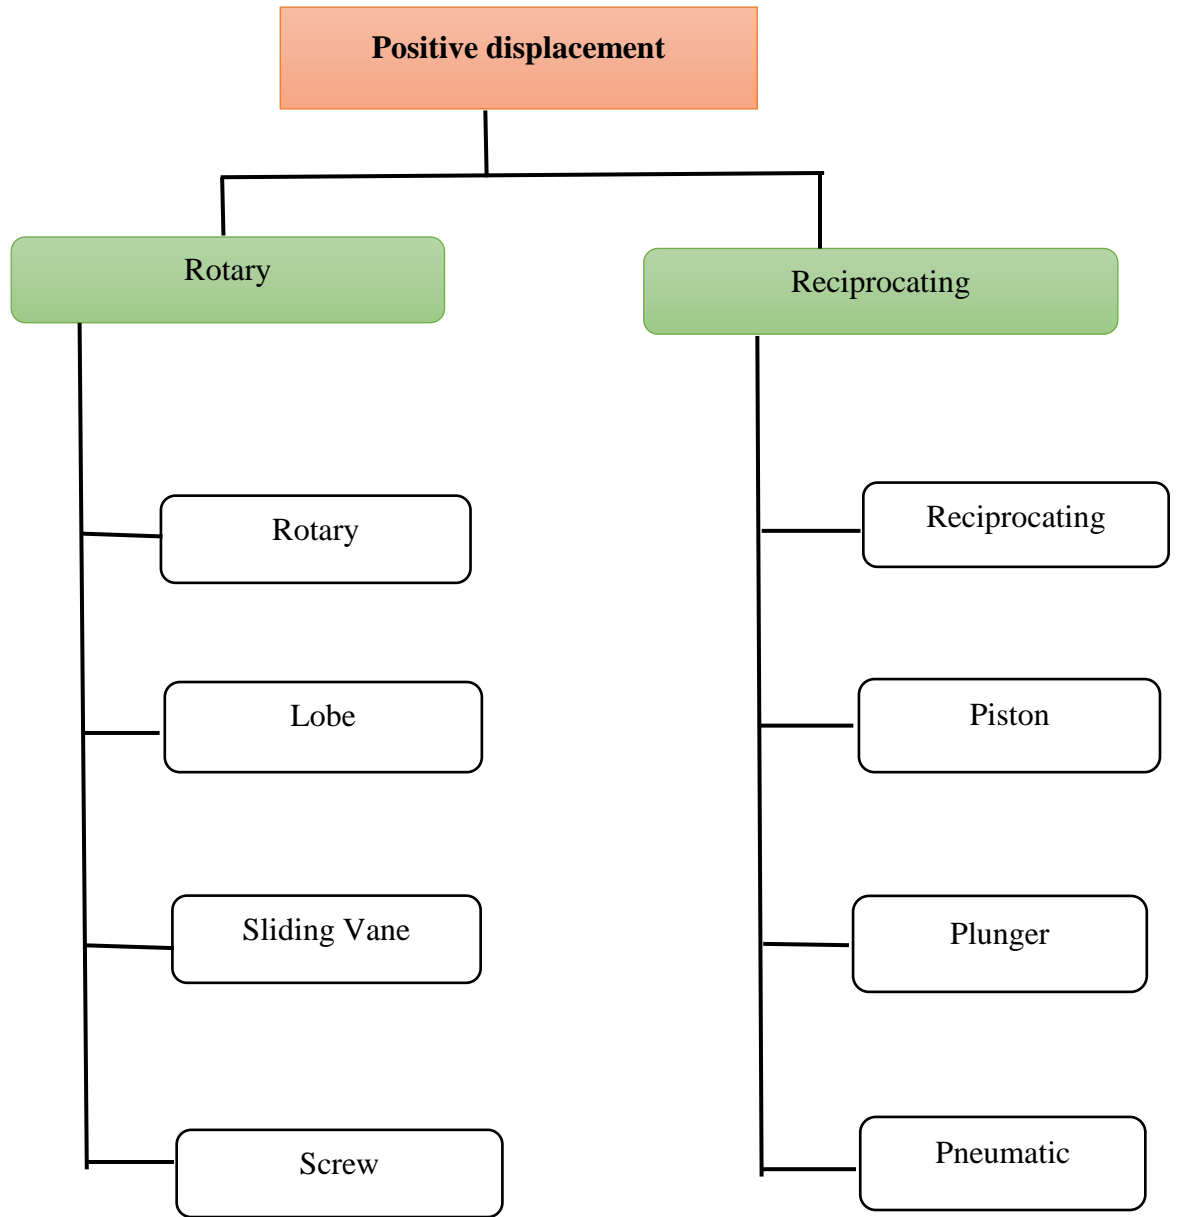 Positive displacement
Rotary
Reciprocating
Rotary
Reciprocating
Lobe
Piston
Sliding Vane
Plunger
Screw
Pneumatic